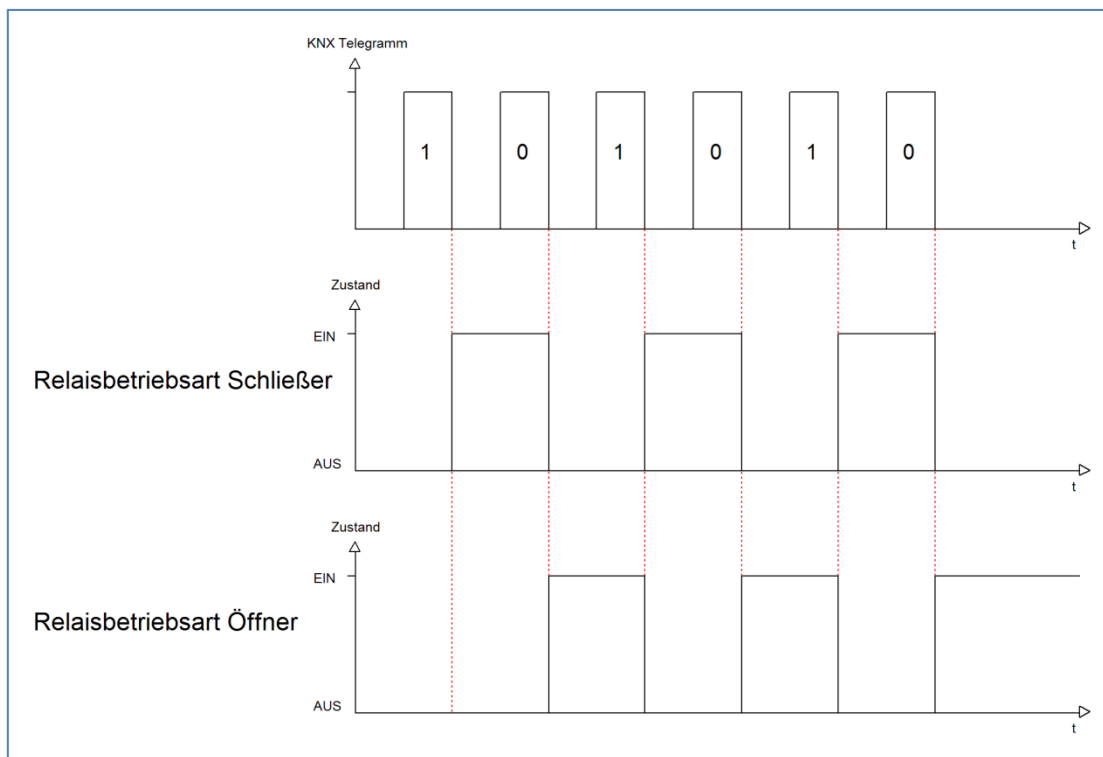 KNX Telegramm
1 0 1 0 1 0
t
Zustand
EIN
Relaisbetriebsart Schließer
AUS
t
Zustand
EIN
Relaisbetriebsart Öffner
AUS
t